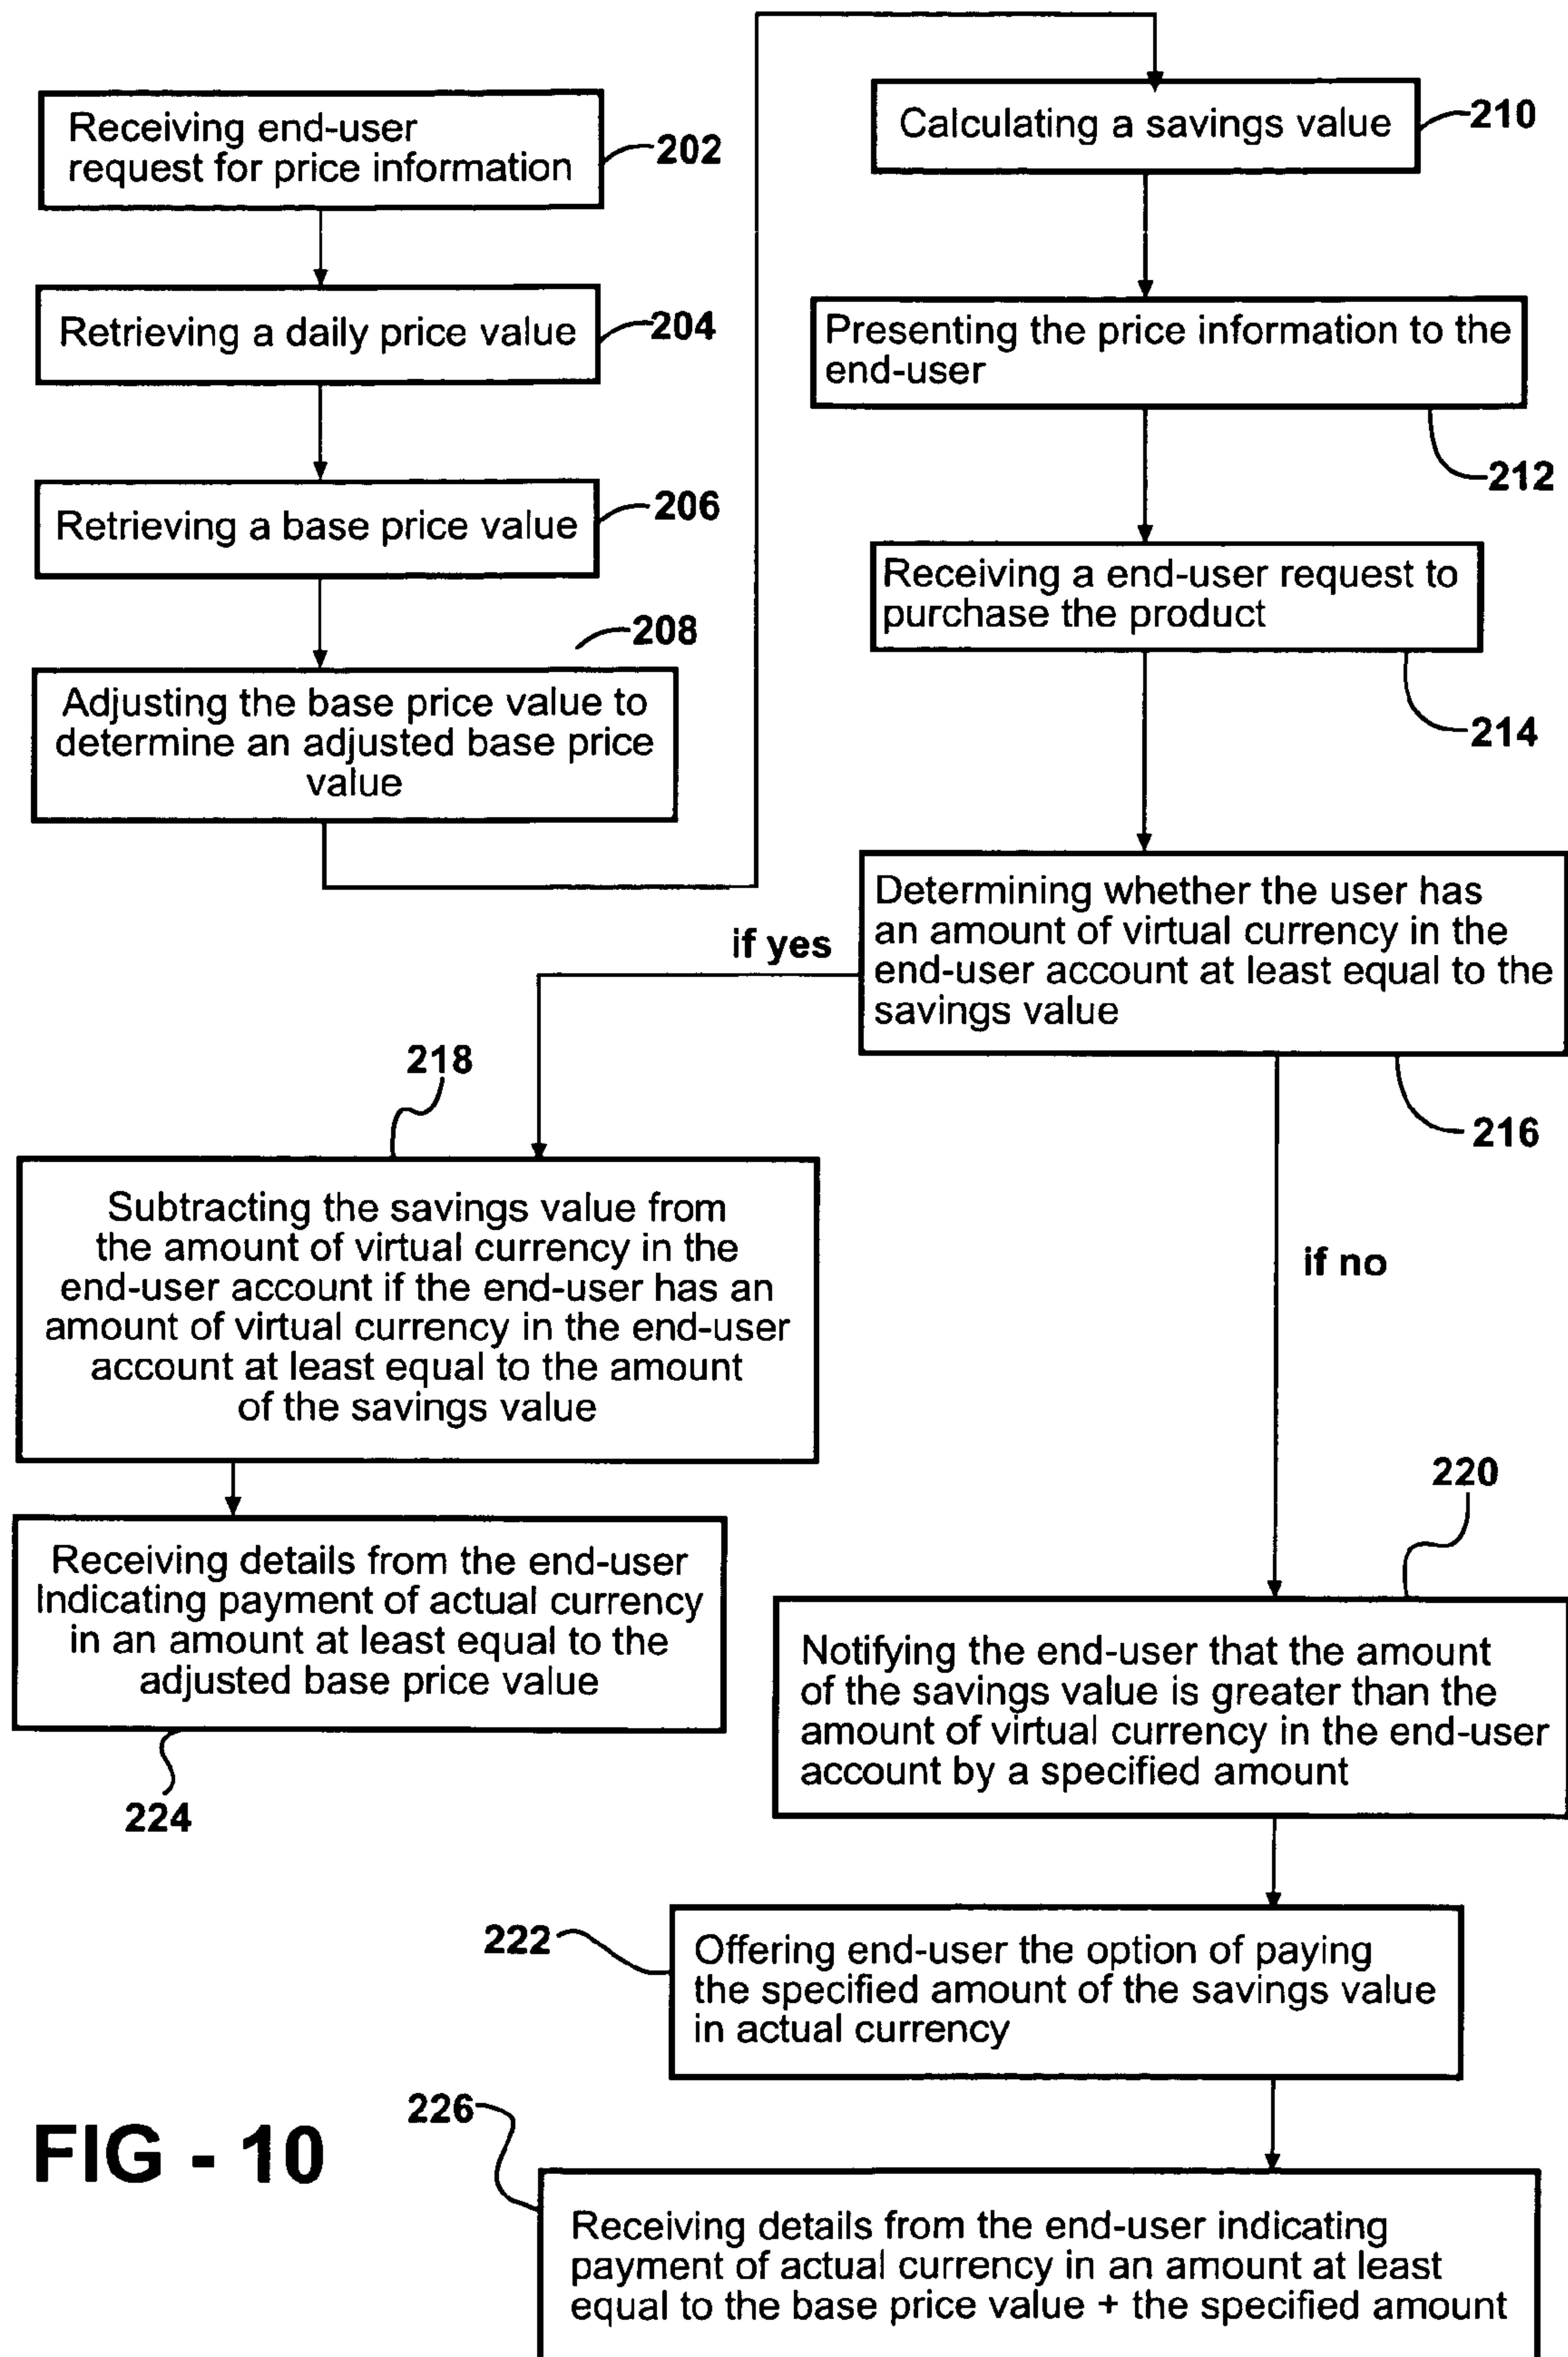 Receiving end-user
request for price information
202
Retrieving a daily price value
204
Retrieving a base price value
206
208
Adjusting the base price value to
determine an adjusted base price
value
Calculating a savings value
210
Presenting the price information to the
end-user
212
Receiving a end-user request to
purchase the product
214
Determining whether the user has
an amount of virtual currency in the
end-user account at least equal to the
savings value
216
if yes
218
Subtracting the savings value from
the amount of virtual currency in the
end-user account if the end-user has an
amount of virtual currency in the end-user
account at least equal to the amount
of the savings value
Receiving details from the end-user
Indicating payment of actual currency
in an amount at least equal to the
adjusted base price value
224
if no
220
Notifying the end-user that the amount
of the savings value is greater than the
amount of virtual currency in the end-user
account by a specified amount
222
Offering end-user the option of paying
the specified amount of the savings value
in actual currency
226
Receiving details from the end-user indicating
payment of actual currency in an amount at least
equal to the base price value + the specified amount
FIG - 10